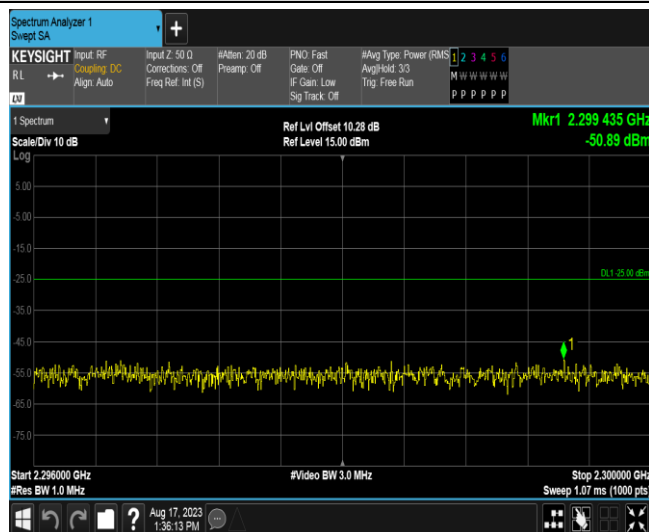 Spectrum Analyzer 1
Swept SA
+
KEYSIGHT
RL
LXI
Input: RF
Coupling: DC
Align: Auto
Input Z: 50 Ω
Corrections: Off
Freq Ref: Int (S)
#Atten: 20 dB
Preamp: Off
PNO: Fast
Gate: Off
IF Gain: Low
Sig Track: Off
#Avg Type: Power (RMS
Avg|Hold: 3/3
Trig: Free Run
1 2 3 4 5 6
M W W W W W
P P P P P P
1 Spectrum
Scale/Div 10 dB
Log
Ref Lvl Offset 10.28 dB
Ref Level 15.00 dBm
Mkr1 2.299 435 GHz
-50.89 dBm
5.00
-5.00
-15.0
-25.0
DL1 -25.00 dBm
-35.0
-45.0
1
-55.0
-65.0
-75.0
Start 2.296000 GHz
#Video BW 3.0 MHz
Stop 2.300000 GHz
#Res BW 1.0 MHz
Sweep 1.07 ms (1000 pts)
?
Aug 17, 2023
1:36:13 PM